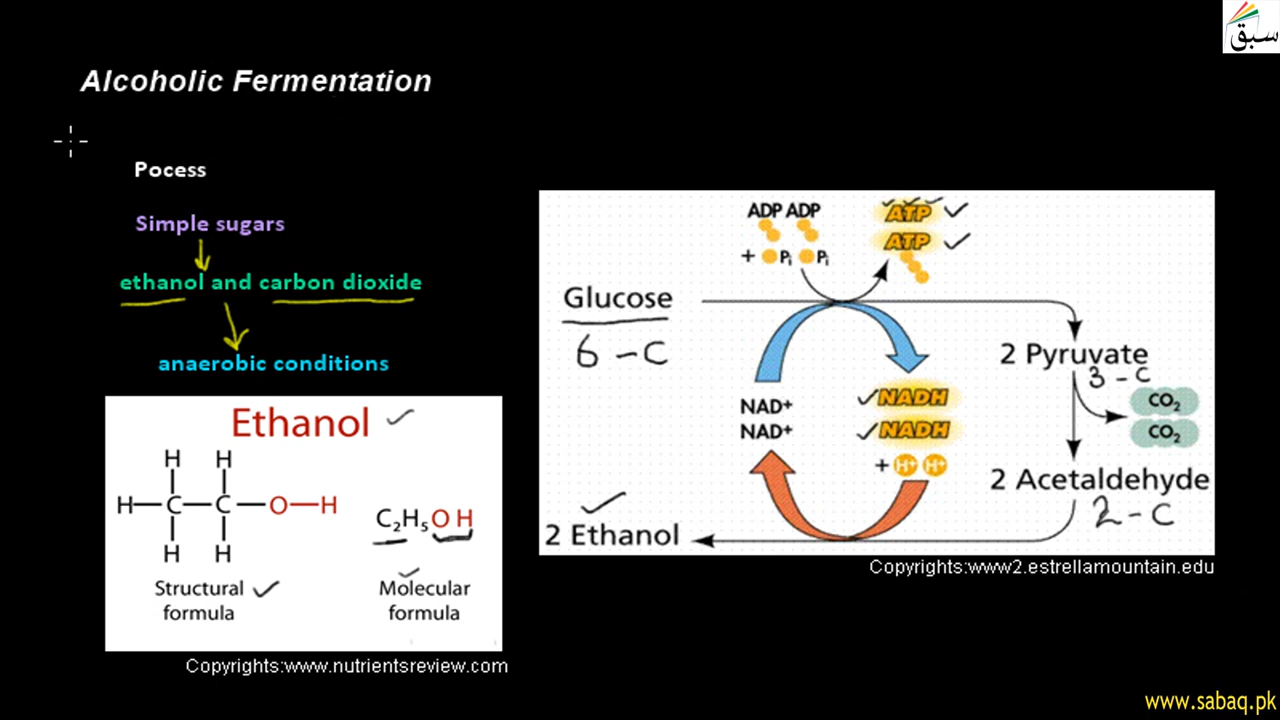 سبق
Alcoholic Fermentation
Pocess
Simple sugars
ethanol and carbon dioxide
anaerobic conditions
Ethanol
H H
H C C O H
H H
C₂H₅OH
Structural formula
Molecular formula
Copyrights:www.nutrientsreview.com
ADP ADP
+ Pi Pi
ATP
ATP
Glucose
6 - C
2 Pyruvate
3 - C
CO₂
CO₂
NAD+
NAD+
NADH
NADH
+ H+ H+
2 Acetaldehyde
2 - C
2 Ethanol
Copyrights:www2.estrellamountain.edu
www.sabaq.pk